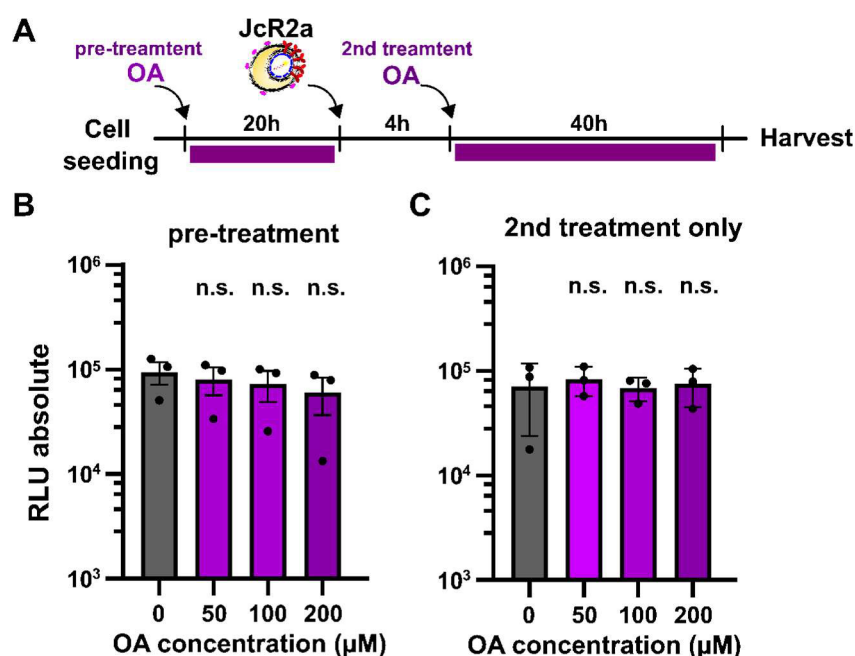 A
JcR2a
pre-treamtent
OA
2nd treamtent
OA
Cell
seeding
20h
4h
40h
Harvest
B
pre-treatment
C
2nd treatment only
RLU absolute
10⁶
10⁵
10⁴
10³
n.s. n.s. n.s.
0 50 100 200
OA concentration (µM)
10⁶
10⁵
10⁴
10³
n.s. n.s. n.s.
0 50 100 200
OA concentration (µM)